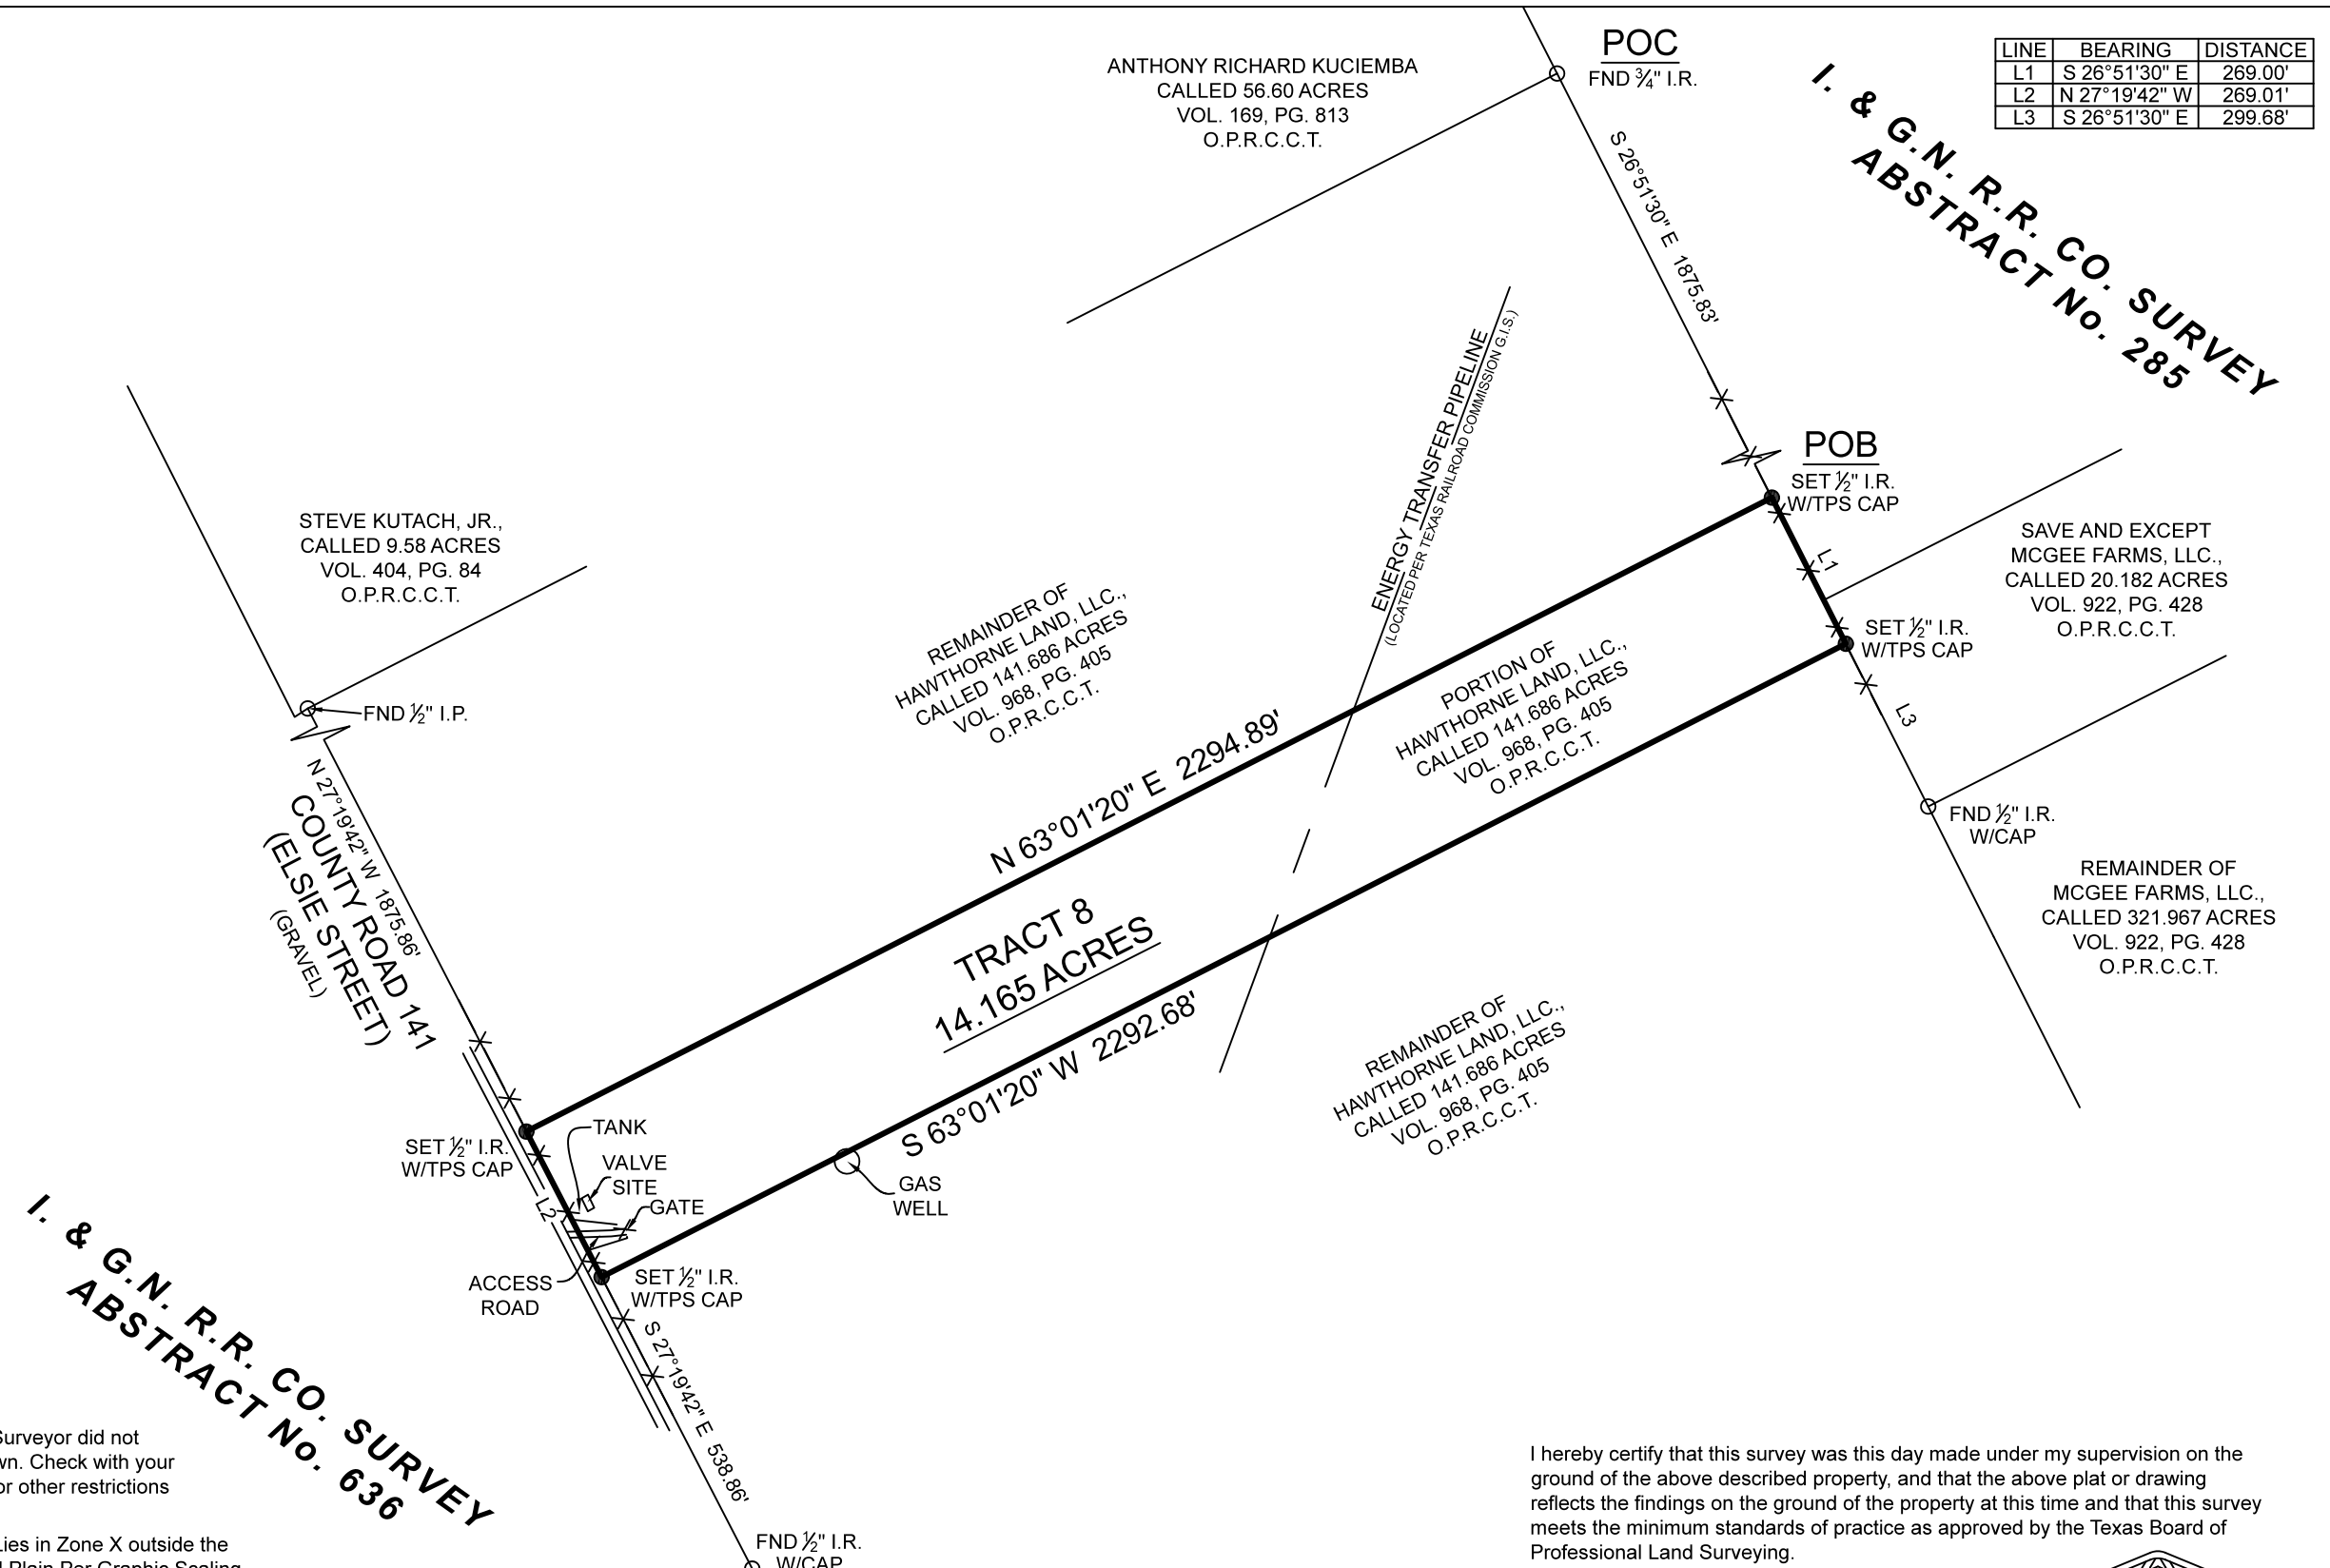 POC
FND 3⁄4" I.R.
ANTHONY RICHARD KUCIEMBA
CALLED 56.60 ACRES
VOL. 169, PG. 813
O.P.R.C.C.T.
LINE BEARING DISTANCE
L1 S 26°51'30" E 269.00'
L2 N 27°19'42" W 269.01'
L3 S 26°51'30" E 299.68'
I. & G.N. R.R. CO. SURVEY
ABSTRACT No. 285
S 26°51'30" E 1875.83'
ENERGY TRANSFER PIPELINE
(LOCATED PER TEXAS RAILROAD COMMISSION G.I.S.)
POB
SET 1⁄2" I.R.
W/TPS CAP
L1
SAVE AND EXCEPT
MCGEE FARMS, LLC.,
CALLED 20.182 ACRES
VOL. 922, PG. 428
O.P.R.C.C.T.
SET 1⁄2" I.R.
W/TPS CAP
L3
FND 1⁄2" I.R.
W/CAP
REMAINDER OF
MCGEE FARMS, LLC.,
CALLED 321.967 ACRES
VOL. 922, PG. 428
O.P.R.C.C.T.
STEVE KUTACH, JR.,
CALLED 9.58 ACRES
VOL. 404, PG. 84
O.P.R.C.C.T.
FND 1⁄2" I.P.
REMAINDER OF
HAWTHORNE LAND, LLC.,
CALLED 141.686 ACRES
VOL. 968, PG. 405
O.P.R.C.C.T.
PORTION OF
HAWTHORNE LAND, LLC.,
CALLED 141.686 ACRES
VOL. 968, PG. 405
O.P.R.C.C.T.
N 63°01'20" E 2294.89'
N 27°19'42" W 1875.86'
COUNTY ROAD 141
(ELSIE STREET)
(GRAVEL)
TRACT 8
14.165 ACRES
S 63°01'20" W 2292.68'
REMAINDER OF
HAWTHORNE LAND, LLC.,
CALLED 141.686 ACRES
VOL. 968, PG. 405
O.P.R.C.C.T.
SET 1⁄2" I.R.
W/TPS CAP
TANK
VALVE
SITE
GATE
L2
GAS
WELL
ACCESS
ROAD
SET 1⁄2" I.R.
W/TPS CAP
S 27°19'42" E 538.86'
FND 1⁄2" I.R.
W/CAP
I. & G.N. R.R. CO. SURVEY
ABSTRACT No. 636
Surveyor did not
wn. Check with your
or other restrictions
Lies in Zone X outside the
Plain Per Graphic Scaling
I hereby certify that this survey was this day made under my supervision on the
ground of the above described property, and that the above plat or drawing
reflects the findings on the ground of the property at this time and that this survey
meets the minimum standards of practice as approved by the Texas Board of
Professional Land Surveying.